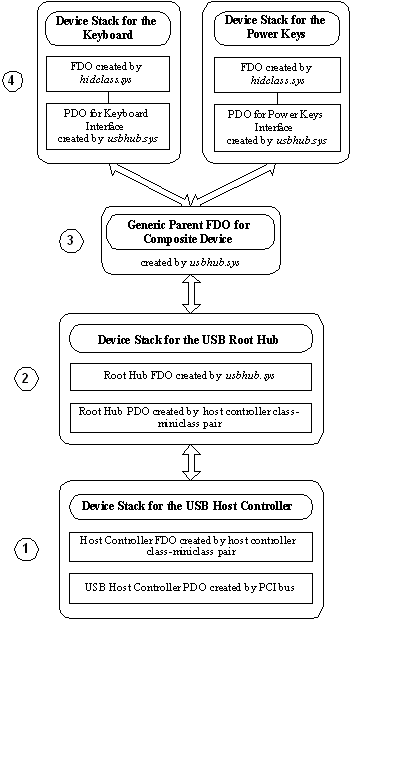 Device Stack for the
Keyboard
FDO created by
hidclass.sys
PDO for Keyboard
Interface
created by usbhub.sys
Device Stack for the
Power Keys
FDO created by
hidclass.sys
PDO for Power Keys
Interface
created by usbhub.sys
4
Generic Parent FDO for
Composite Device
created by usbhub.sys
3
Device Stack for the USB Root Hub
Root Hub FDO created by usbhub.sys
Root Hub PDO created by host controller class-
miniclass pair
2
Device Stack for the USB Host Controller
Host Controller FDO created by host controller
class-miniclass pair
USB Host Controller PDO created by PCI bus
1